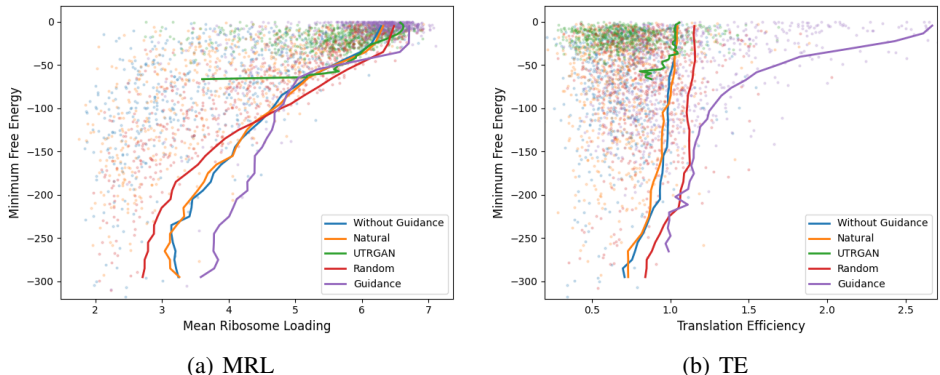 0
−50
−100
−150
−200
−250
−300
Minimum Free Energy
2
3
4
5
6
7
Mean Ribosome Loading
Without Guidance
Natural
UTRGAN
Random
Guidance
(a) MRL
0
−50
−100
−150
−200
−250
−300
Minimum Free Energy
0.5
1.0
1.5
2.0
2.5
Translation Efficiency
Without Guidance
Natural
UTRGAN
Random
Guidance
(b) TE